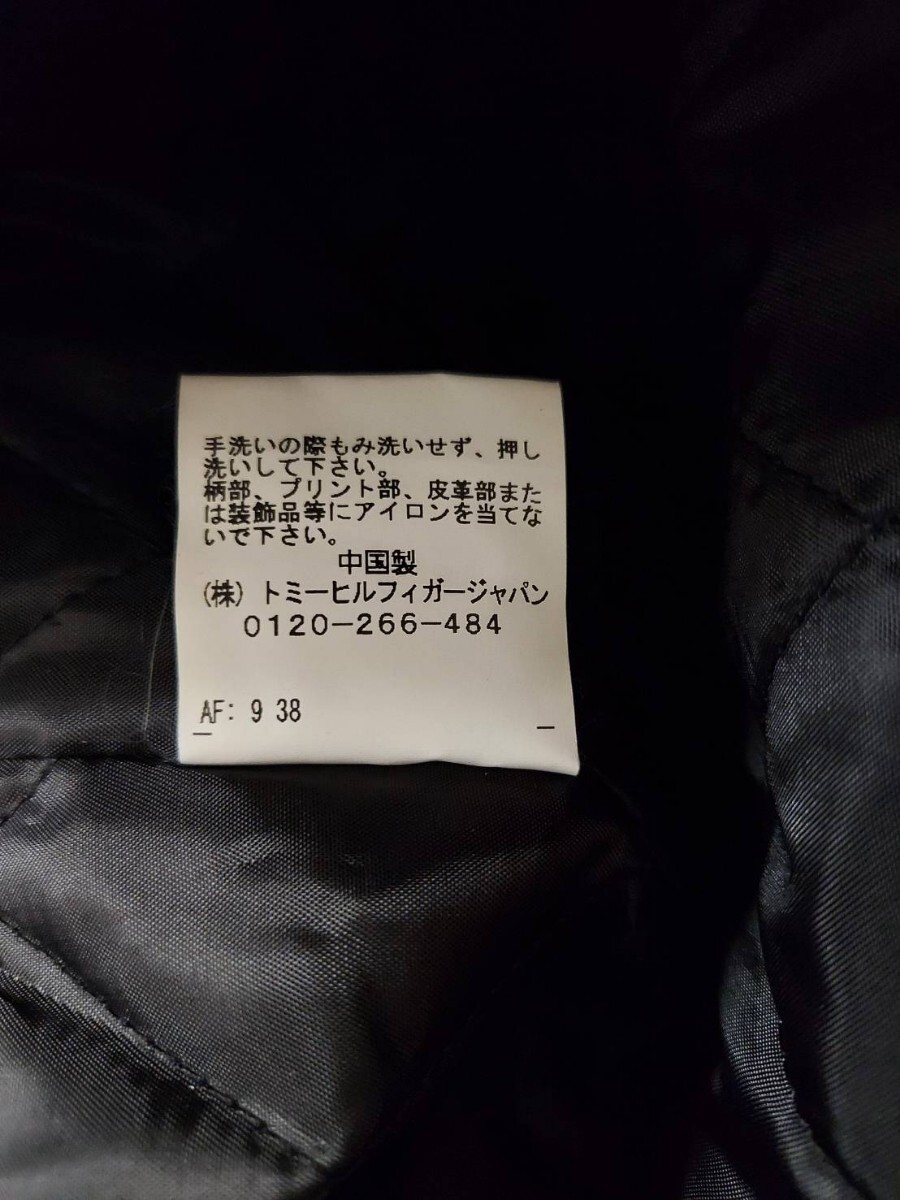 手洗いの際もみ洗いせず、押し
洗いして下さい。
柄部、プリント部、皮革部また
は装飾品等にアイロンを当てな
いで下さい。
中国製
(株) トミーヒルフィガージャパン
0120-266-484
AF: 9 38